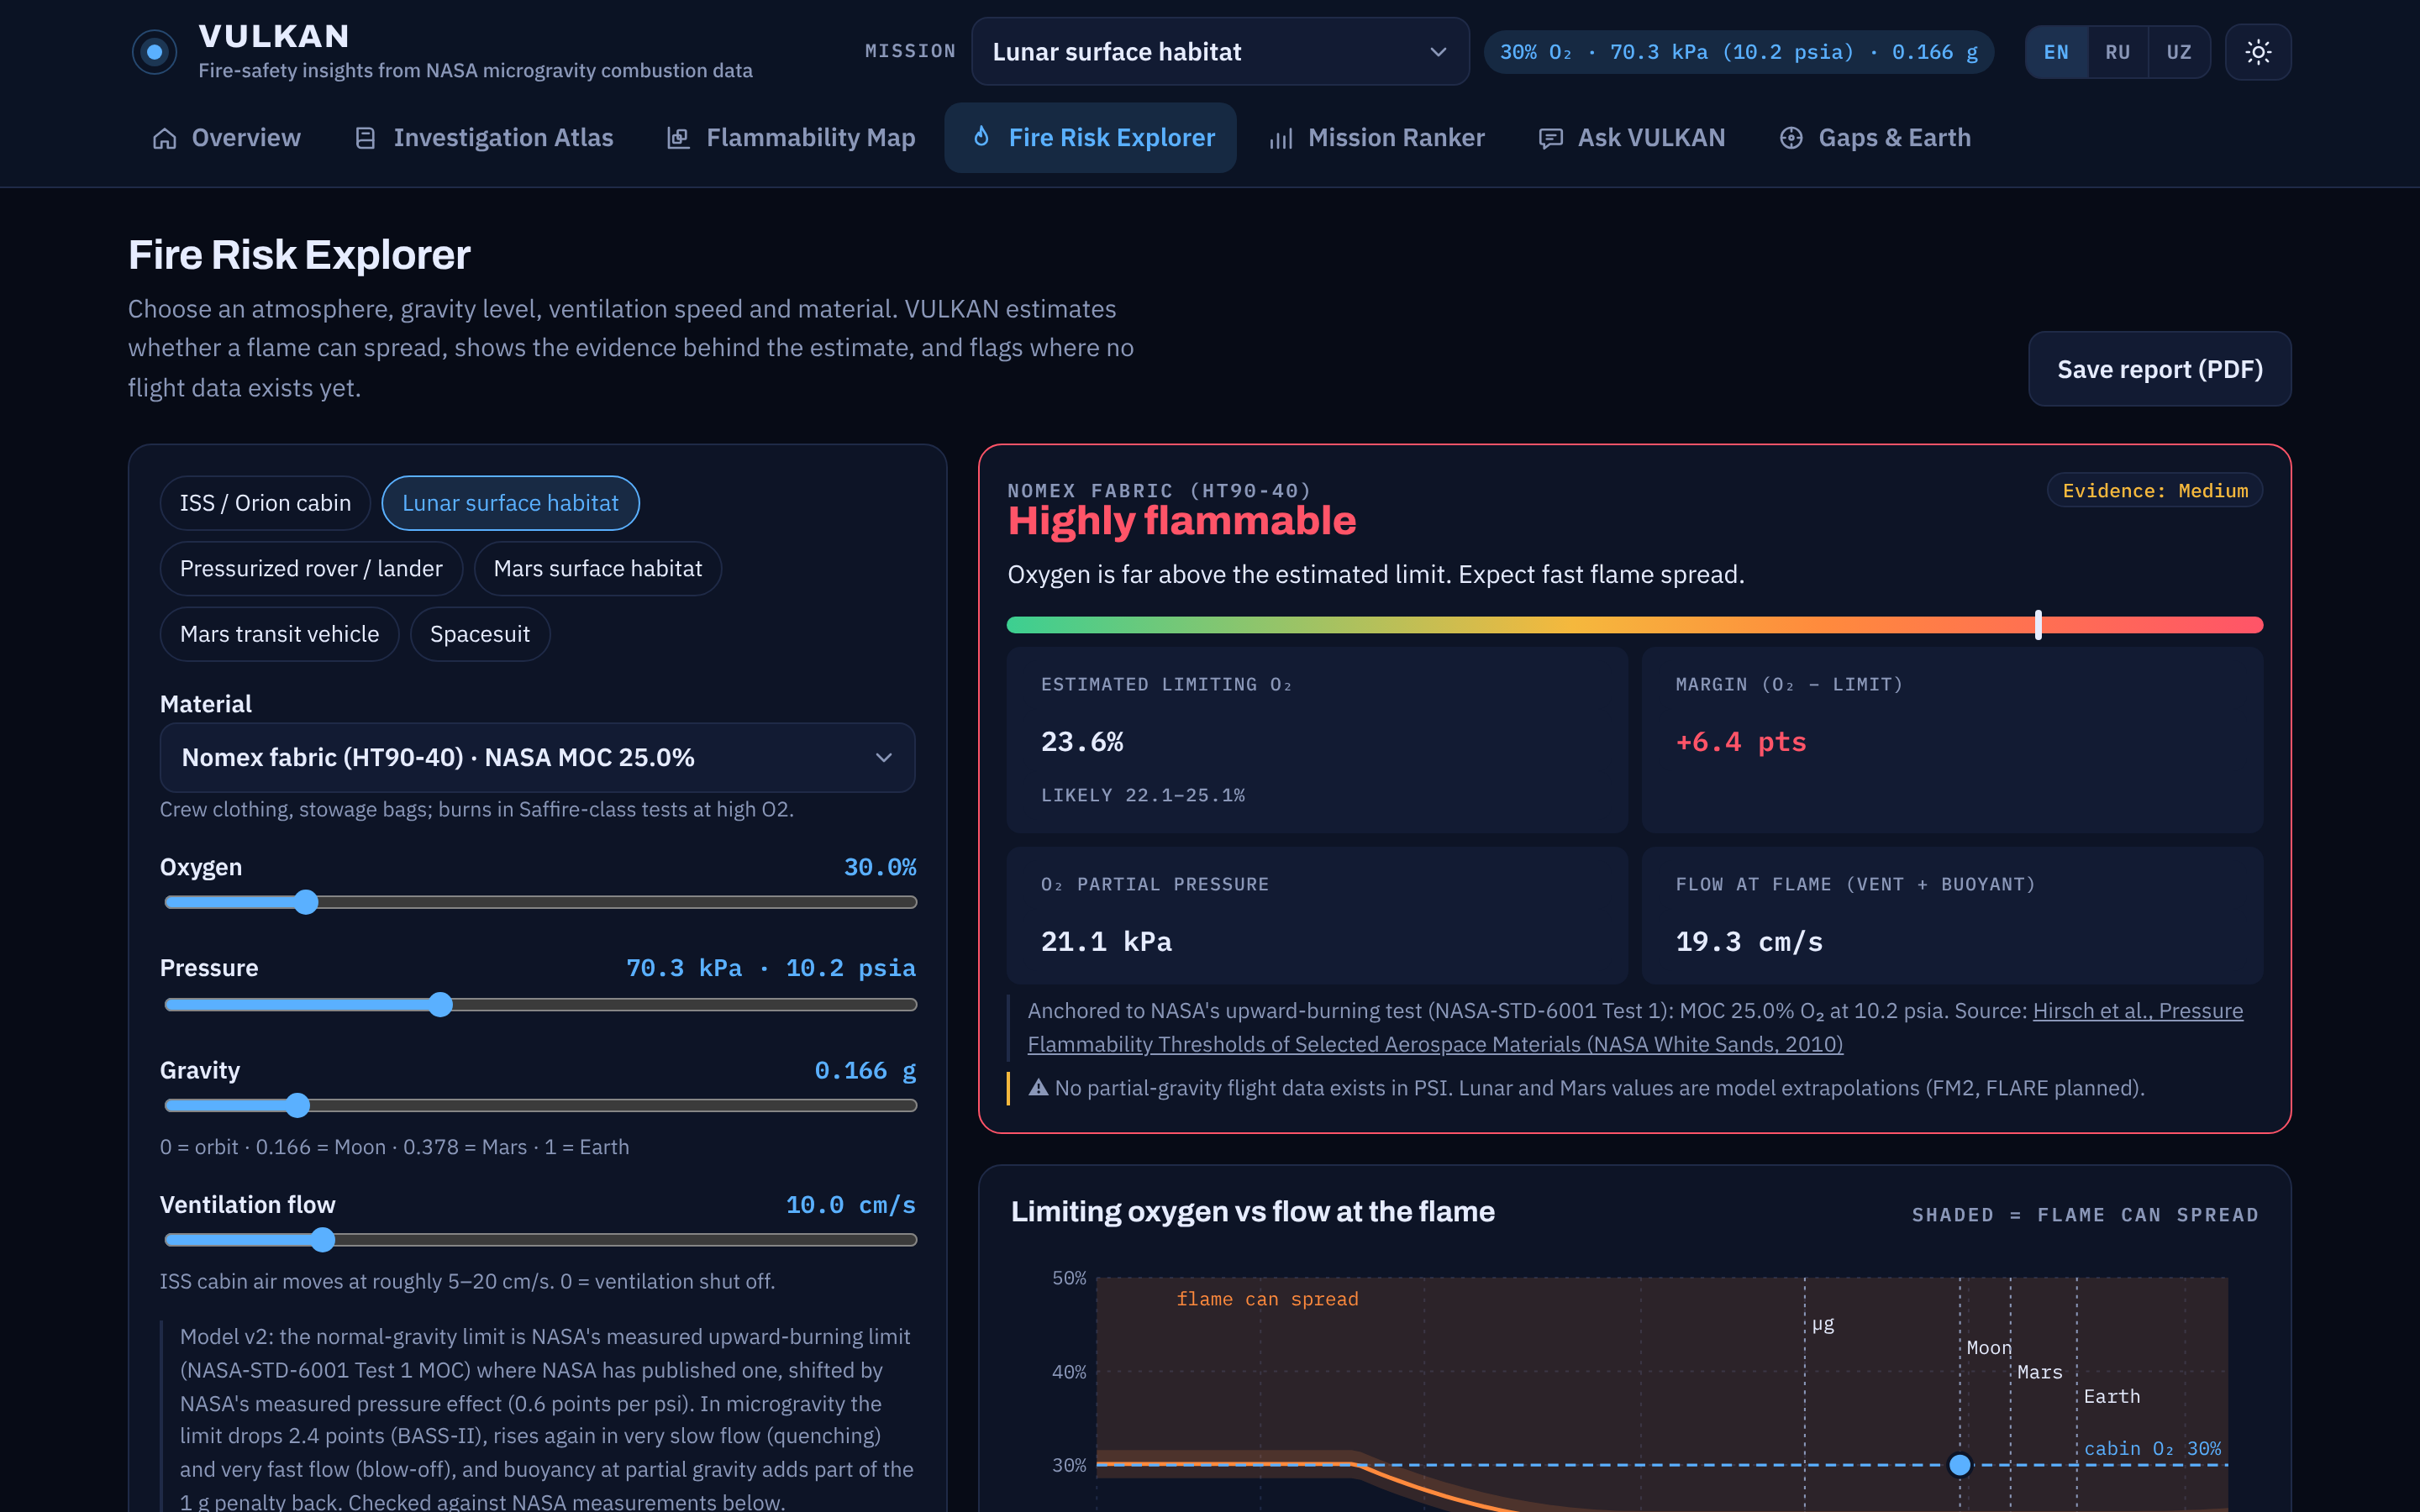 VULKAN
Fire-safety insights from NASA microgravity combustion data
MISSION
Lunar surface habitat
30% O₂ · 70.3 kPa (10.2 psia) · 0.166 g
EN RU UZ
Overview
Investigation Atlas
Flammability Map
Fire Risk Explorer
Mission Ranker
Ask VULKAN
Gaps & Earth
Fire Risk Explorer
Choose an atmosphere, gravity level, ventilation speed and material. VULKAN estimates
whether a flame can spread, shows the evidence behind the estimate, and flags where no
flight data exists yet.
Save report (PDF)
ISS / Orion cabin
Lunar surface habitat
Pressurized rover / lander
Mars surface habitat
Mars transit vehicle
Spacesuit
Material
Nomex fabric (HT90-40) · NASA MOC 25.0%
Crew clothing, stowage bags; burns in Saffire-class tests at high O2.
Oxygen 30.0%
Pressure 70.3 kPa · 10.2 psia
Gravity 0.166 g
0 = orbit · 0.166 = Moon · 0.378 = Mars · 1 = Earth
Ventilation flow 10.0 cm/s
ISS cabin air moves at roughly 5–20 cm/s. 0 = ventilation shut off.
Model v2: the normal-gravity limit is NASA's measured upward-burning limit
(NASA-STD-6001 Test 1 MOC) where NASA has published one, shifted by
NASA's measured pressure effect (0.6 points per psi). In microgravity the
limit drops 2.4 points (BASS-II), rises again in very slow flow (quenching)
and very fast flow (blow-off), and buoyancy at partial gravity adds part of the
1 g penalty back. Checked against NASA measurements below.
NOMEX FABRIC (HT90-40)
Evidence: Medium
Highly flammable
Oxygen is far above the estimated limit. Expect fast flame spread.
ESTIMATED LIMITING O₂
23.6%
LIKELY 22.1–25.1%
MARGIN (O₂ − LIMIT)
+6.4 pts
O₂ PARTIAL PRESSURE
21.1 kPa
FLOW AT FLAME (VENT + BUOYANT)
19.3 cm/s
Anchored to NASA's upward-burning test (NASA-STD-6001 Test 1): MOC 25.0% O₂ at 10.2 psia. Source: Hirsch et al., Pressure
Flammability Thresholds of Selected Aerospace Materials (NASA White Sands, 2010)
⚠ No partial-gravity flight data exists in PSI. Lunar and Mars values are model extrapolations (FM2, FLARE planned).
Limiting oxygen vs flow at the flame
SHADED = FLAME CAN SPREAD
50%
flame can spread
µg
Moon
40%
Mars
Earth
cabin O₂ 30%
30%